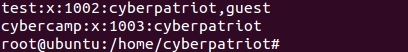 test:x:1002:cyberpatriot,guest
cybercamp:x:1003:cyberpatriot
root@ubuntu:/home/cyberpatriot#